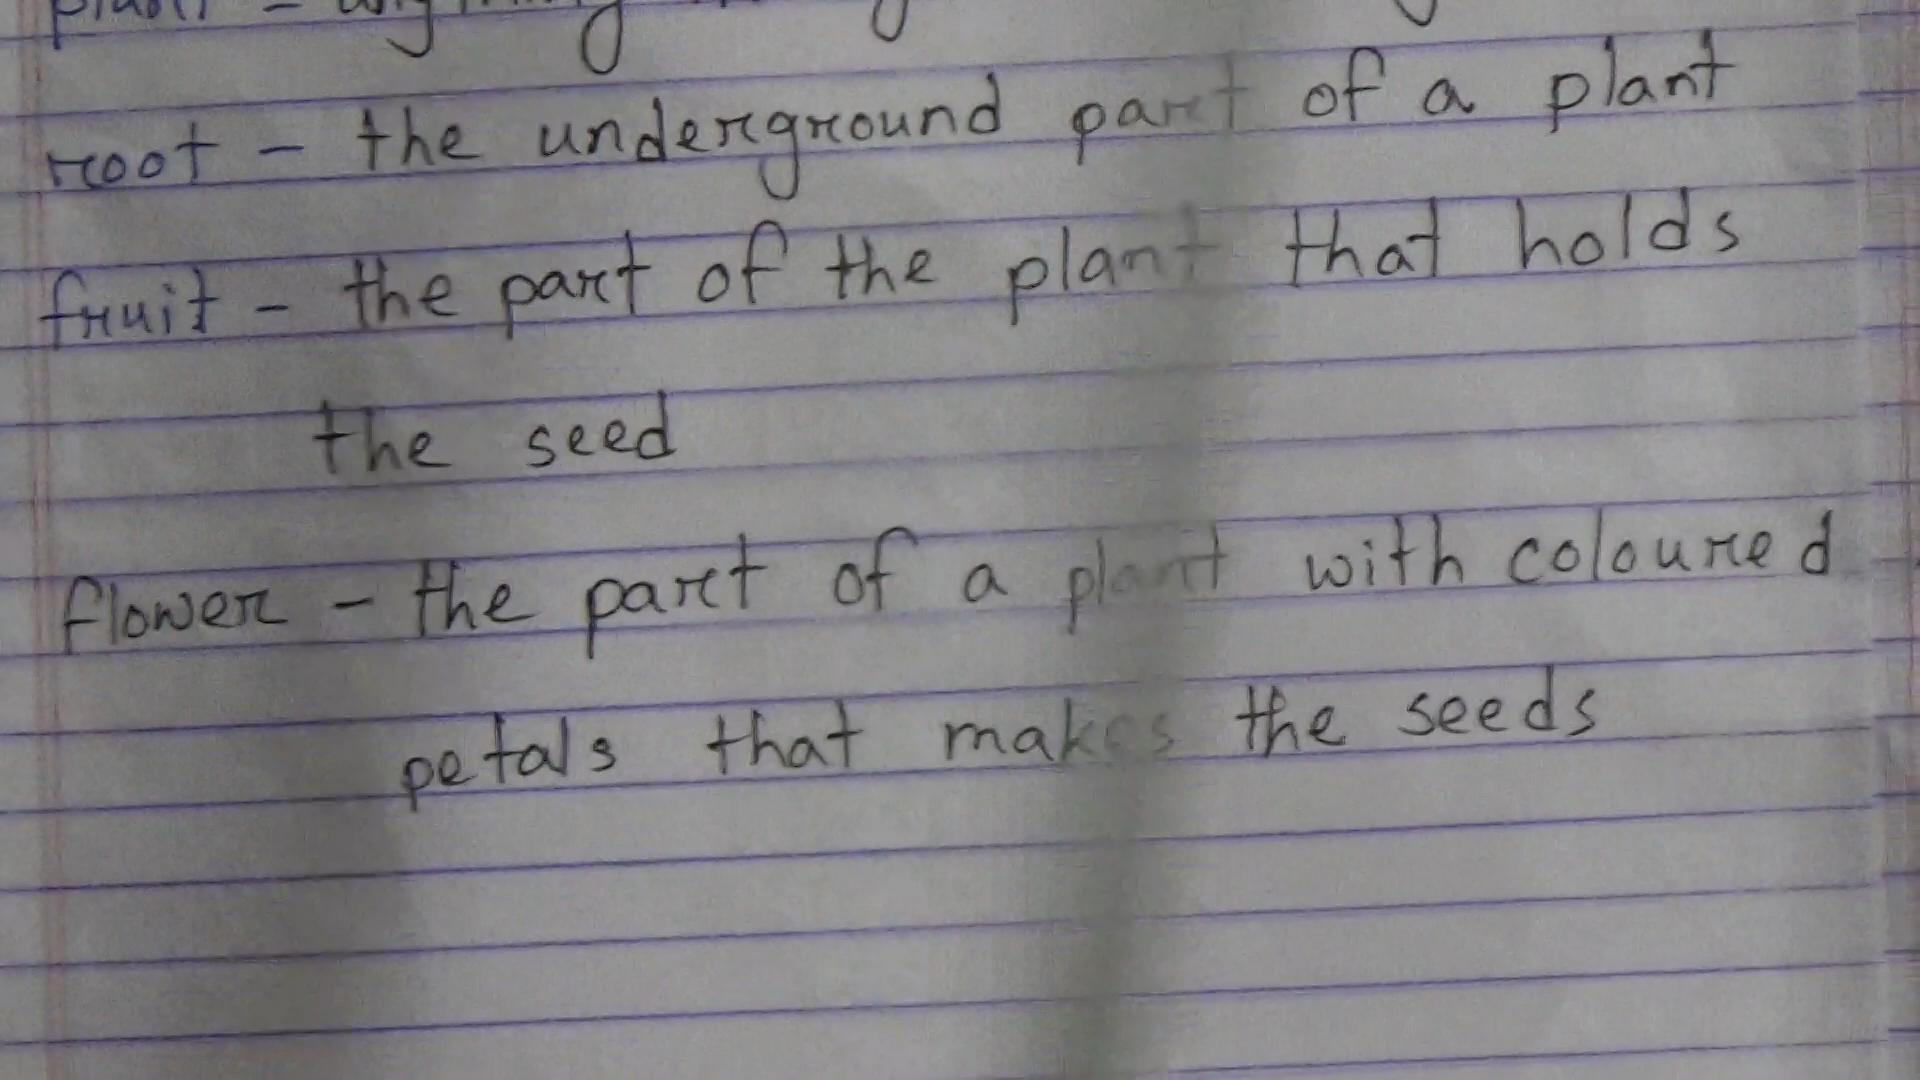 root - the underground part of a plant
fruit - the part of the plant that holds
the seed
flower - the part of a plant with coloured
petals that makes the seeds